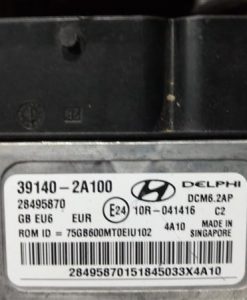 39140-2A100 DELPHI
DCM6.2AP
28495870
GB EU6 EUR E24 10R-041416 C2
4A10 MADE IN
ROM ID = 75GB600MT0EIU102 SINGAPORE
28495870151845033X4A10